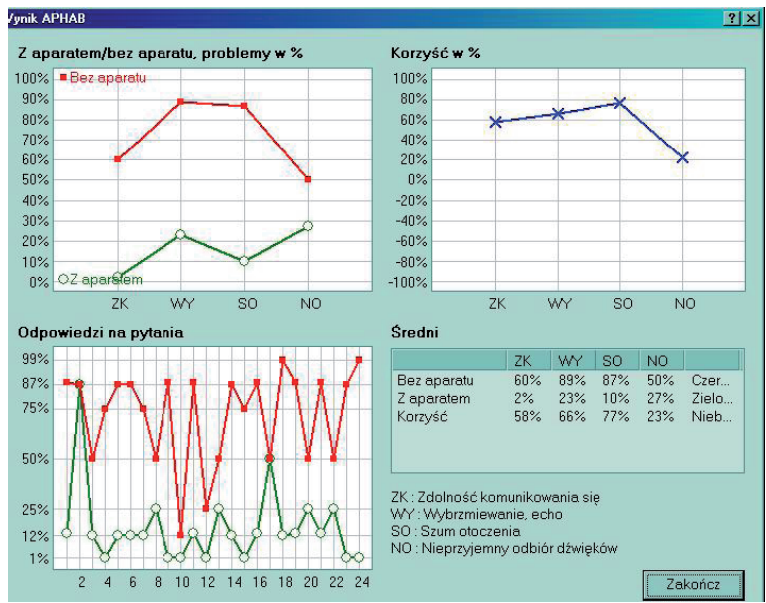 Wynik APHAB
Z aparatem/bez aparatu, problemy w %
100%
90%
80%
70%
60%
50%
40%
30%
20%
10%
0%
Bez aparatu
Z aparatem
ZK WY SO NO
Korzyść w %
100%
80%
60%
40%
20%
0%
-20%
-40%
-60%
-80%
-100%
ZK WY SO NO
Odpowiedzi na pytania
99%
87%
75%
50%
25%
12%
1%
2 4 6 8 10 12 14 16 18 20 22 24
Średni
ZK WY SO NO
Bez aparatu 60% 89% 87% 50% Czer...
Z aparatem 2% 23% 10% 27% Zielo...
Korzyść 58% 66% 77% 23% Nieb...
ZK : Zdolność komunikowania się
WY : Wybrzmiewanie, echo
SO : Szum otoczenia
NO : Nieprzyjemny odbiór dźwięków
Zakończ